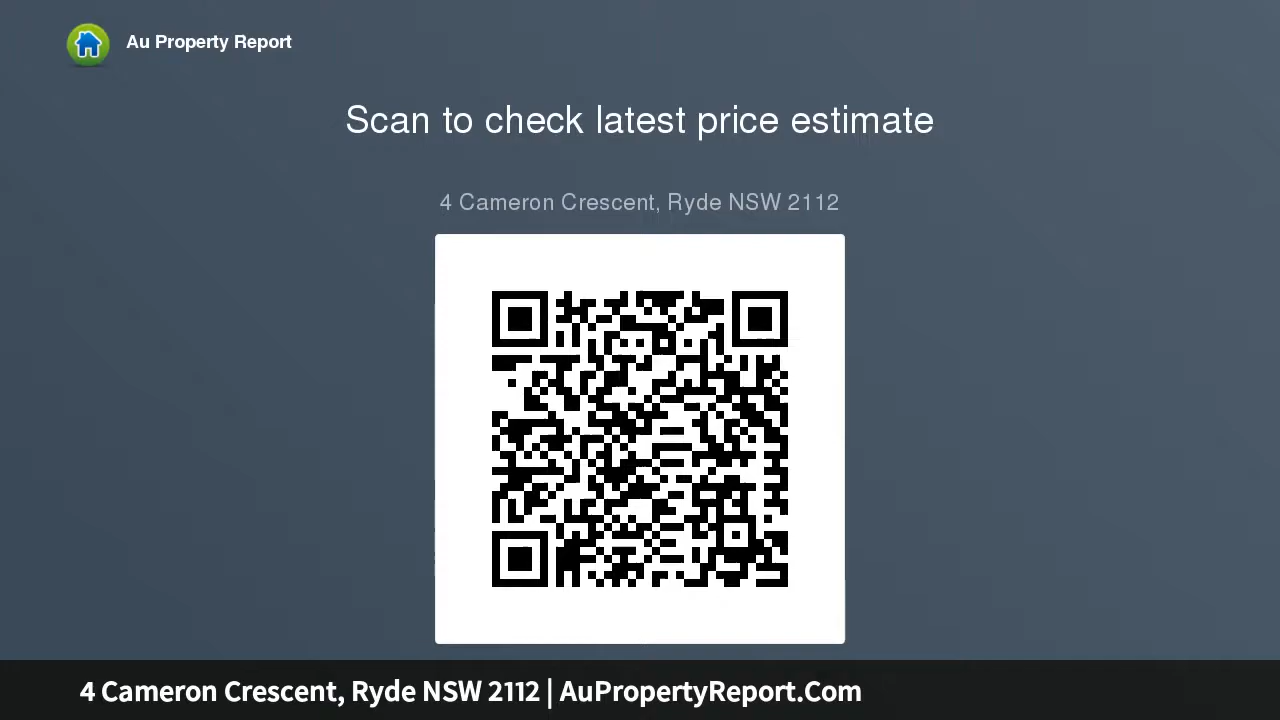 Au Property Report
Scan to check latest price estimate
4 Cameron Crescent, Ryde NSW 2112
4 Cameron Crescent, Ryde NSW 2112 | AuPropertyReport.Com